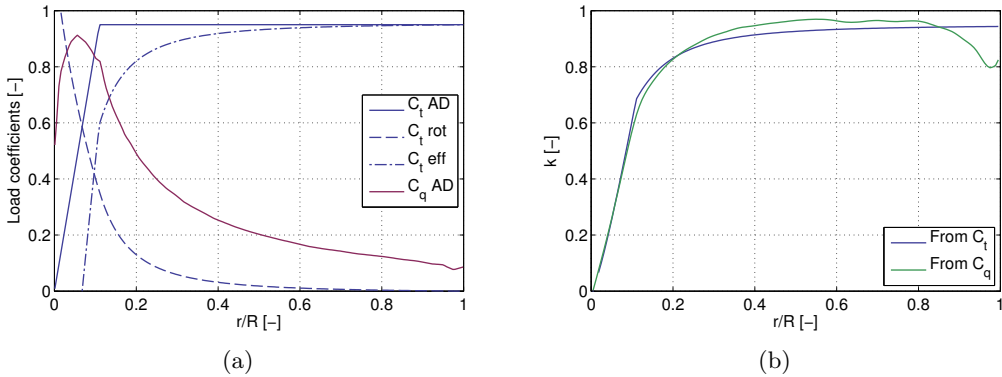 1
0.8
0.6
0.4
0.2
0
Load coefficients [−]
0 0.2 0.4 0.6 0.8 1
r/R [−]
C_t AD
C_t rot
C_t eff
C_q AD
(a)
1
0.8
0.6
0.4
0.2
0
k [−]
0 0.2 0.4 0.6 0.8 1
r/R [−]
From C_t
From C_q
(b)